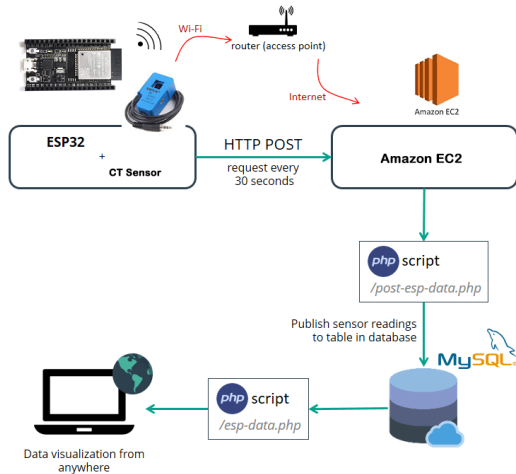 Wi-Fi
router (access point)
Internet
Amazon EC2
ESP32
+
CT Sensor
HTTP POST
request every
30 seconds
Amazon EC2
php script
/post-esp-data.php
Publish sensor readings
to table in database
MySQL
php script
/esp-data.php
Data visualization from
anywhere